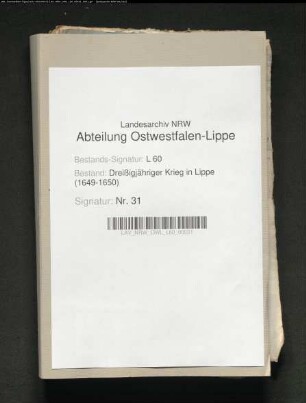 Landesarchiv NRW
Abteilung Ostwestfalen-Lippe
Bestands-Signatur: L 60
Bestand: Dreißigjähriger Krieg in Lippe
(1649-1650)
Signatur: Nr. 31